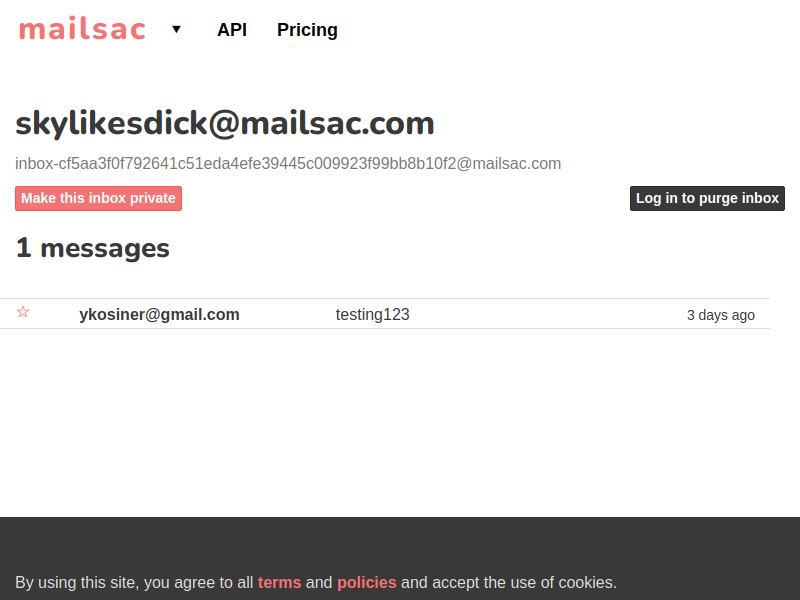 mailsac ▼ API Pricing
skylikesdick@mailsac.com
inbox-cf5aa3f0f792641c51eda4efe39445c009923f99bb8b10f2@mailsac.com
Make this inbox private Log in to purge inbox
1 messages
☆ ykosiner@gmail.com testing123 3 days ago
By using this site, you agree to all terms and policies and accept the use of cookies.